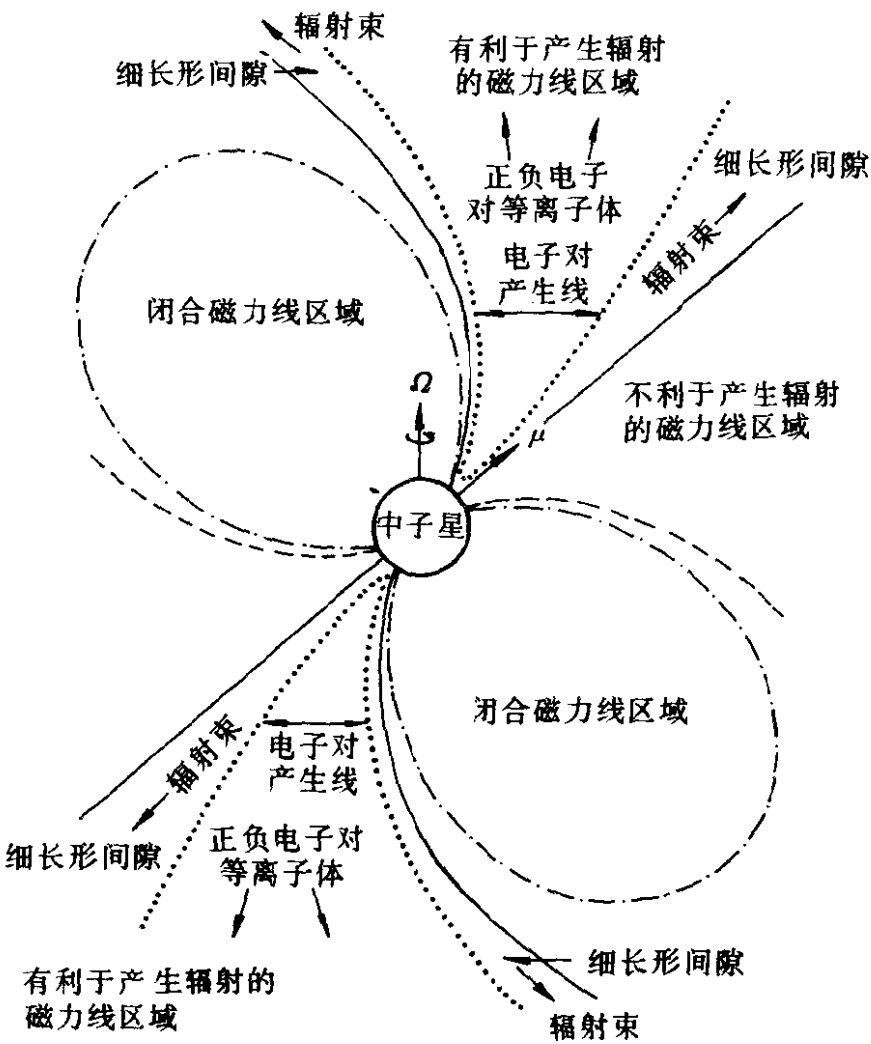 辐射束
细长形间隙
有利于产生辐射
的磁力线区域
正负电子
对等离子体
电子对
产生线
细长形间隙
辐射束
闭合磁力线区域
不利于产生辐射
的磁力线区域
Ω
μ
中子星
闭合磁力线区域
辐射束
电子对
产生线
细长形间隙
正负电子对
等离子体
有利于产生辐射的
磁力线区域
细长形间隙
辐射束